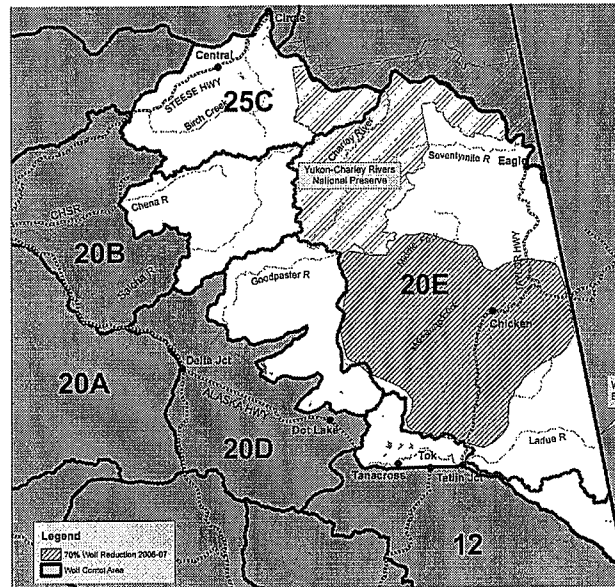 Circle
Central
25C
STEESE HWY
Birch Creek
Charley River
Yukon-Charley Rivers
National Preserve
Seventymile R
Eagle
TAYLOR HWY
Chena R
CHSR
20B
Salcha R
Goodpaster R
20E
Chicken
Delta Jct
20A
ALASKA HWY
20D
Dot Lake
Ladue R
Tok
Tanacross
Tetlin Jct
12
Legend
70% Wolf Reduction 2006-07
Wolf Control Area